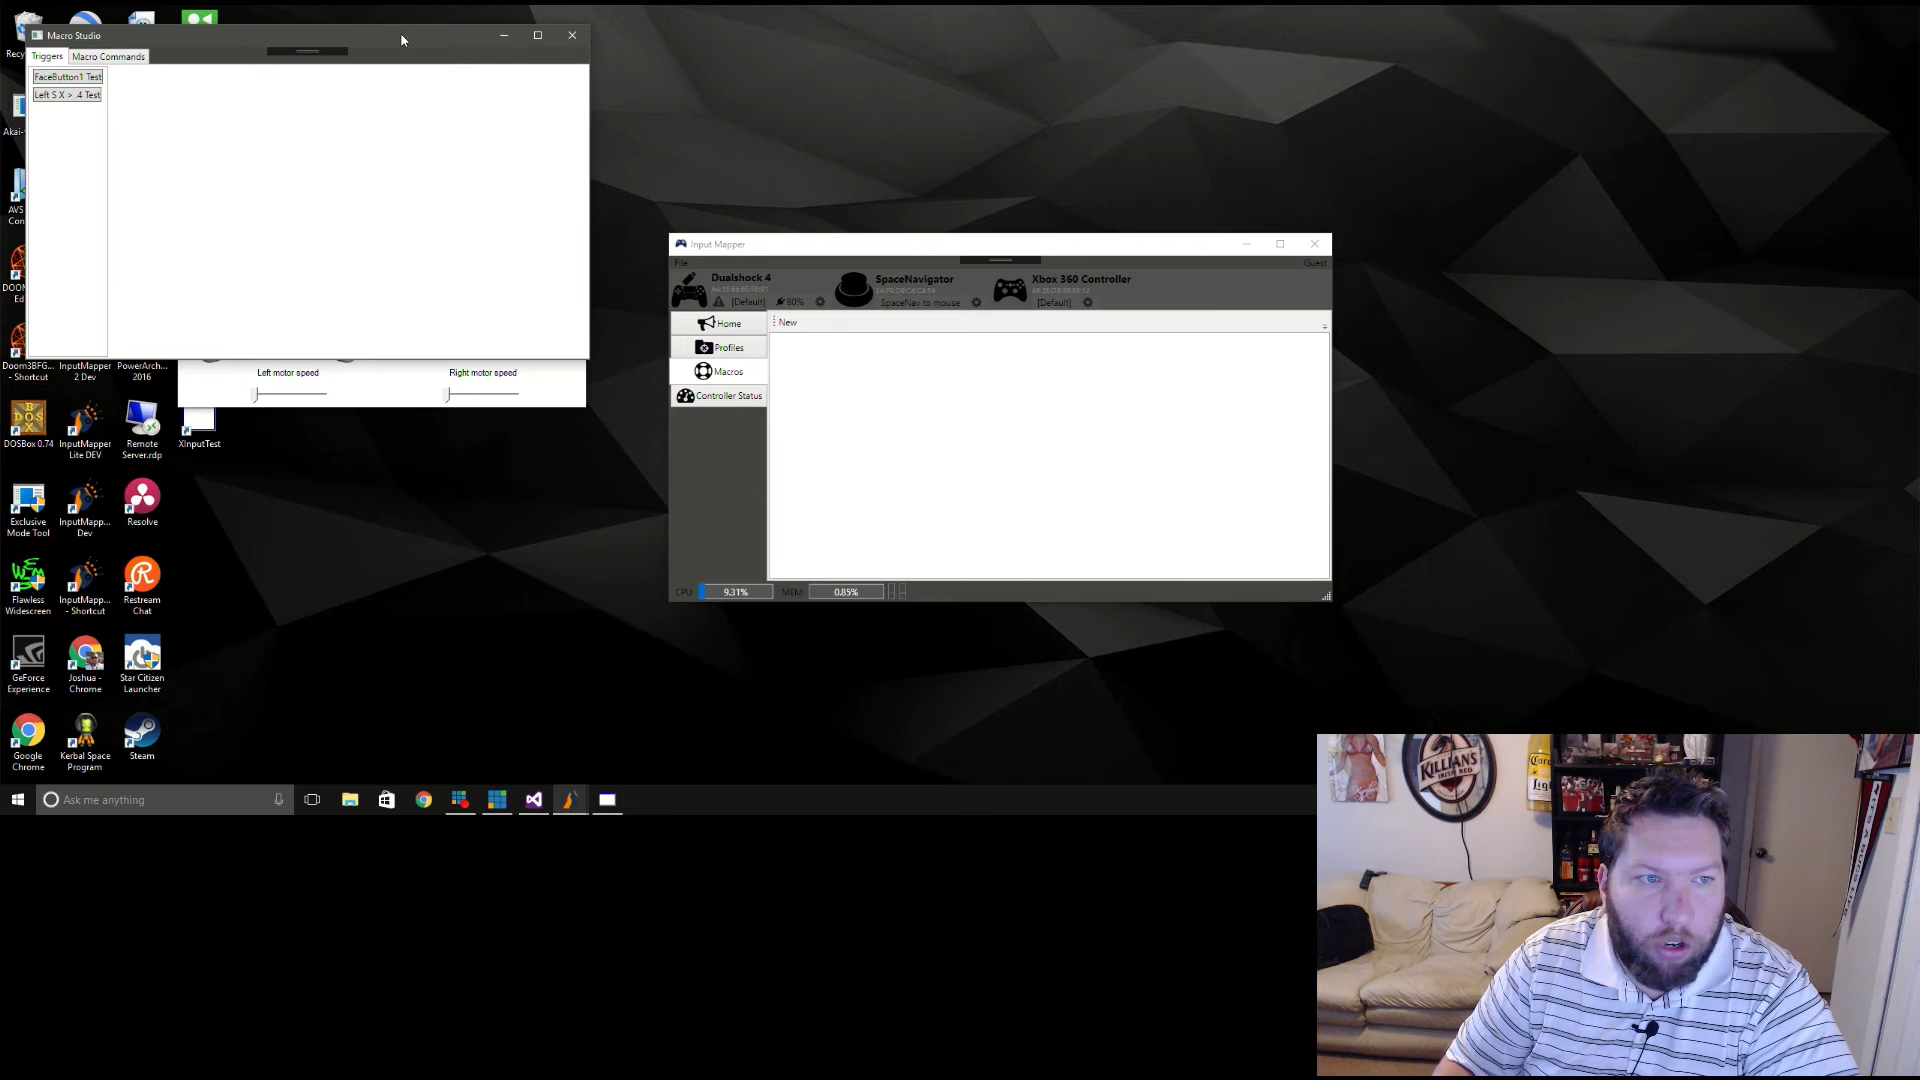 Macro Studio
Triggers
Macro Commands
FaceButton1 Test
Left S X > .4 Test
Left motor speed
Right motor speed
Input Mapper
File
Guest
Dualshock 4
[Default]
80%
SpaceNavigator
SpaceNav to mouse
Xbox 360 Controller
[Default]
Home
Profiles
Macros
Controller Status
New
CPU:
9.31%
MEM:
0.85%
Doom3BFG...
- Shortcut
InputMapper
2 Dev
PowerArch...
2016
DOSBox 0.74
InputMapper
Lite DEV
Remote
Server.rdp
XInputTest
Exclusive
Mode Tool
InputMapp...
Dev
Resolve
Flawless
Widescreen
InputMapp...
- Shortcut
Restream
Chat
GeForce
Experience
Joshua -
Chrome
Star Citizen
Launcher
Google
Chrome
Kerbal Space
Program
Steam
Ask me anything
KILLIAN'S
IRISH RED